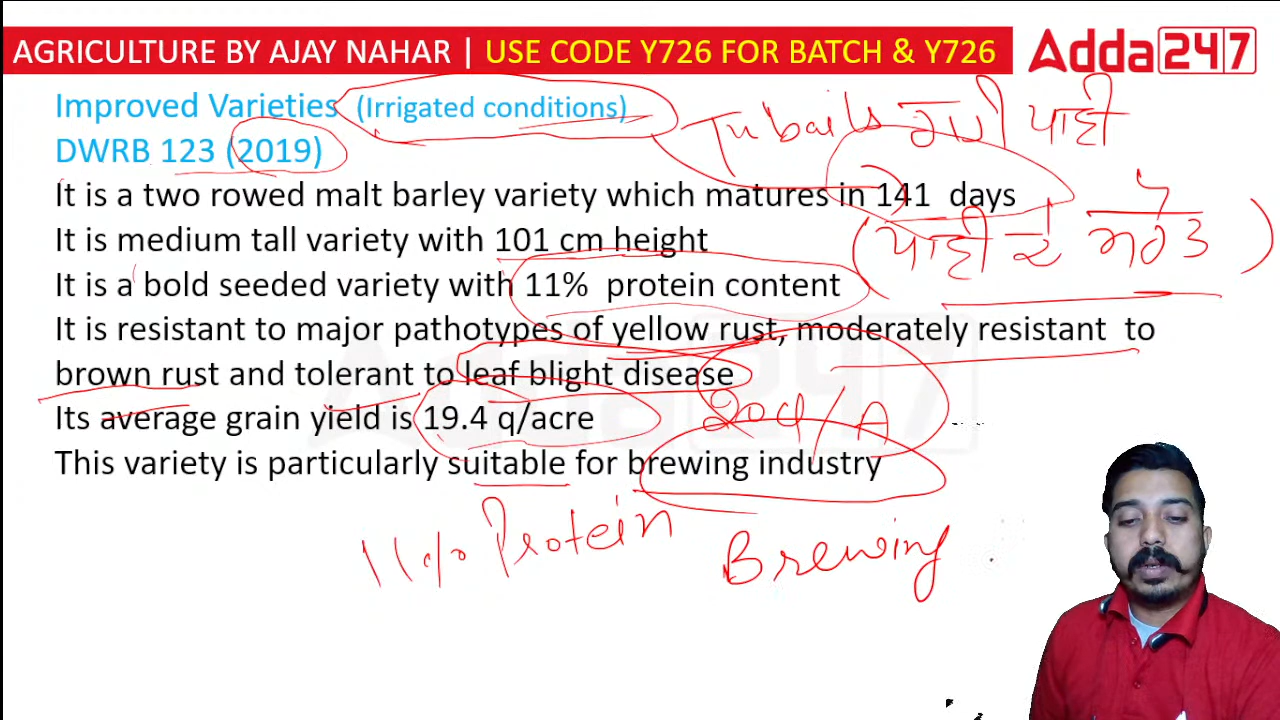 AGRICULTURE BY AJAY NAHAR | USE CODE Y726 FOR BATCH & Y726
Adda247
Improved Varieties (Irrigated conditions)
Tubails ਰਾਹੀ ਪਾਣੀ
DWRB 123 (2019)
It is a two rowed malt barley variety which matures in 141 days
It is medium tall variety with 101 cm height
(ਪਾਣੀ ਦੇ
It is a bold seeded variety with 11% protein content
It is resistant to major pathotypes of yellow rust, moderately resistant to
brown rust and tolerant to leaf blight disease
Its average grain yield is 19.4 q/acre
20q/A
This variety is particularly suitable for brewing industry
11% Protein
Brewing